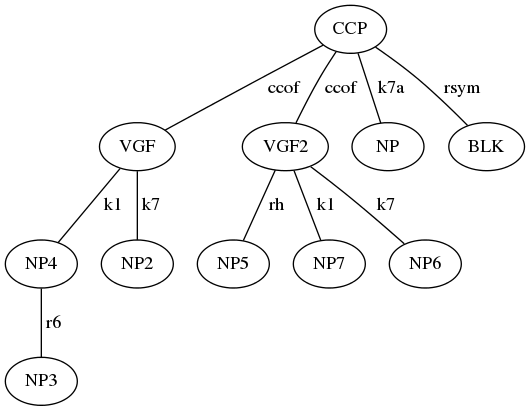 CCP
ccof ccof k7a rsym
VGF VGF2 NP BLK
k1 k7 rh k1 k7
NP4 NP2 NP5 NP7 NP6
r6
NP3